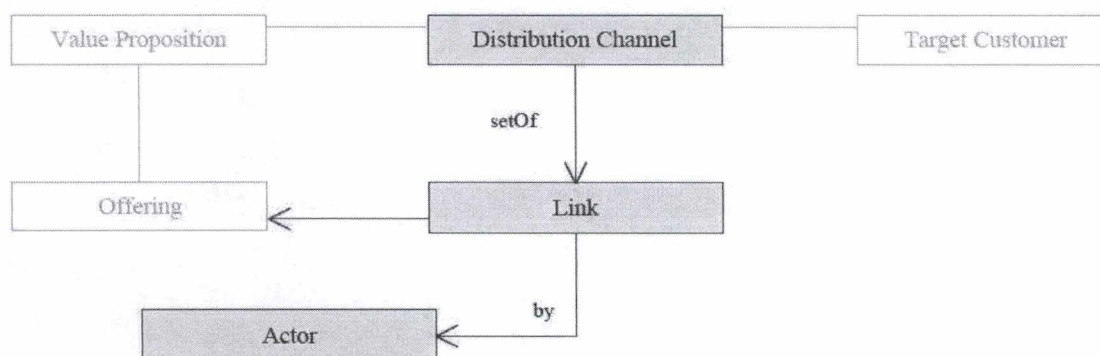 Value Proposition
Distribution Channel
Target Customer
setOf
Offering
Link
by
Actor